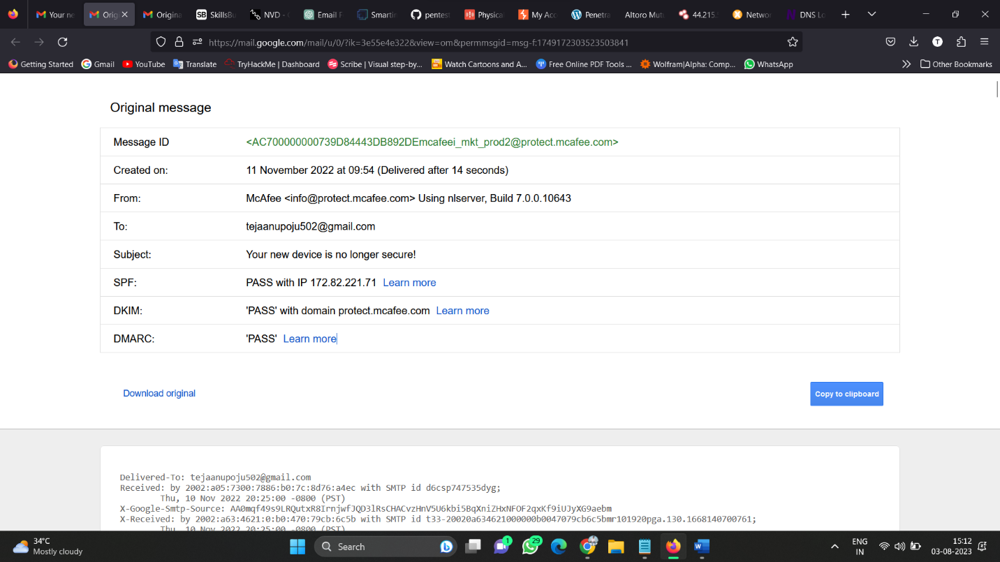 Your ne
Orig
Origina
SkillsBu
NVD -
Email F
Smartin
pentest
Physical
My Acc
Penetra
Altoro Mutu
44.215.
Networ
DNS Lo
https://mail.google.com/mail/u/0/?ik=3e55e4e322&view=om&permmsgid=msg-f:1749172303523503841
Getting Started
Gmail
YouTube
Translate
TryHackMe | Dashboard
Scribe | Visual step-by...
Watch Cartoons and A...
Free Online PDF Tools ...
Wolfram|Alpha: Comp...
WhatsApp
Other Bookmarks
Original message
Message ID
<AC700000000739D84443DB892DEmcafeei_mkt_prod2@protect.mcafee.com>
Created on:
11 November 2022 at 09:54 (Delivered after 14 seconds)
From:
McAfee <info@protect.mcafee.com> Using nlserver, Build 7.0.0.10643
To:
tejaanupoju502@gmail.com
Subject:
Your new device is no longer secure!
SPF:
PASS with IP 172.82.221.71 Learn more
DKIM:
'PASS' with domain protect.mcafee.com Learn more
DMARC:
'PASS' Learn more
Download original
Copy to clipboard
Delivered-To: tejaanupoju502@gmail.com
Received: by 2002:a05:7300:7886:b0:7c:8d76:a4ec with SMTP id d6csp747535dyg;
Thu, 10 Nov 2022 20:25:00 -0800 (PST)
X-Google-Smtp-Source: AA0mqf49s9LRQutxR8IrnjwfJQD3lRsCHACvzHnV5U6kbi5BqXniZHxNFOF2qxKf9iUJyXG9aebm
X-Received: by 2002:a63:4621:0:b0:470:79cb:6c5b with SMTP id t33-20020a634621000000b0047079cb6c5bmr101920pga.130.1668140700761;
Thu, 10 Nov 2022 20:25:00 -0800 (PST)
34°C
Mostly cloudy
Search
1
29
ENG
IN
15:12
03-08-2023